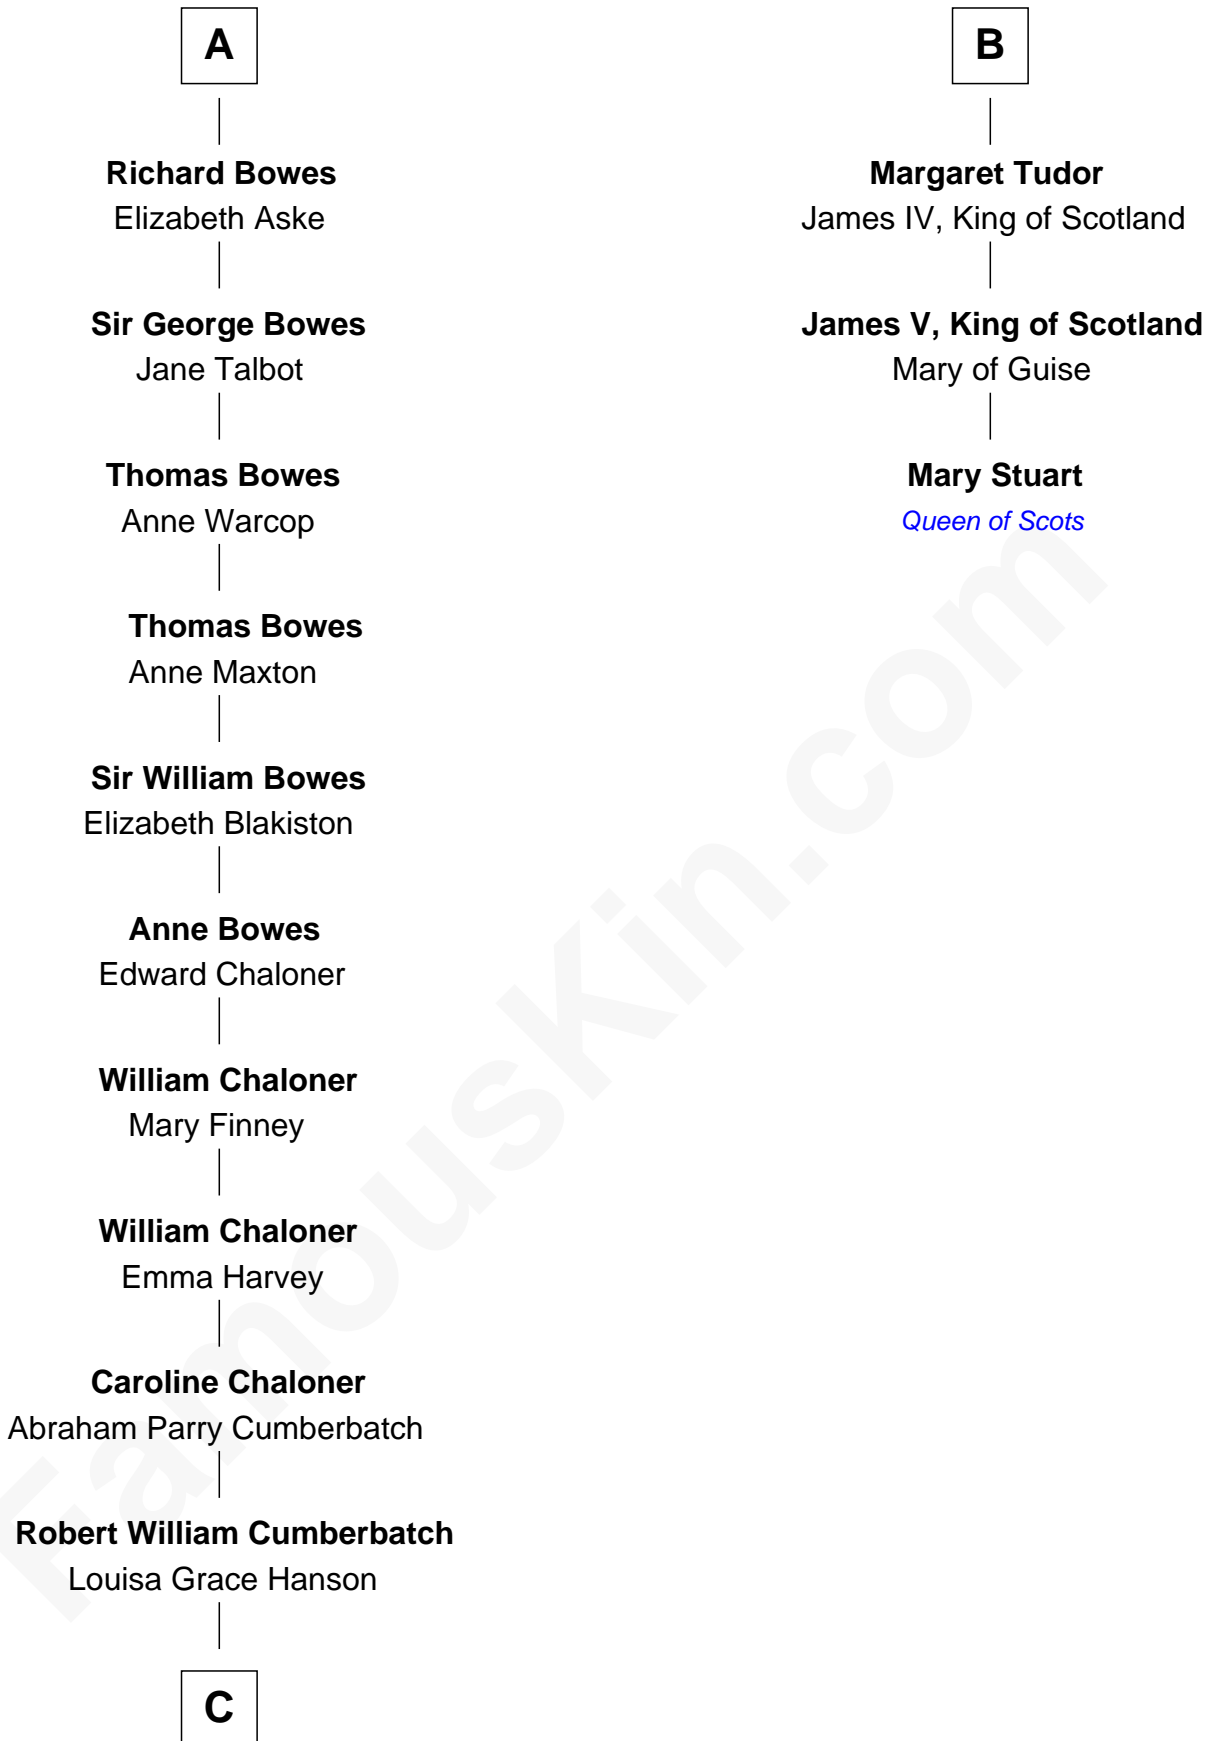 A
Richard Bowes
Elizabeth Aske
Sir George Bowes
Jane Talbot
Thomas Bowes
Anne Warcop
Thomas Bowes
Anne Maxton
Sir William Bowes
Elizabeth Blakiston
Anne Bowes
Edward Chaloner
William Chaloner
Mary Finney
William Chaloner
Emma Harvey
Caroline Chaloner
Abraham Parry Cumberbatch
Robert William Cumberbatch
Louisa Grace Hanson
C
B
Margaret Tudor
James IV, King of Scotland
James V, King of Scotland
Mary of Guise
Mary Stuart
Queen of Scots
FamousKin.com